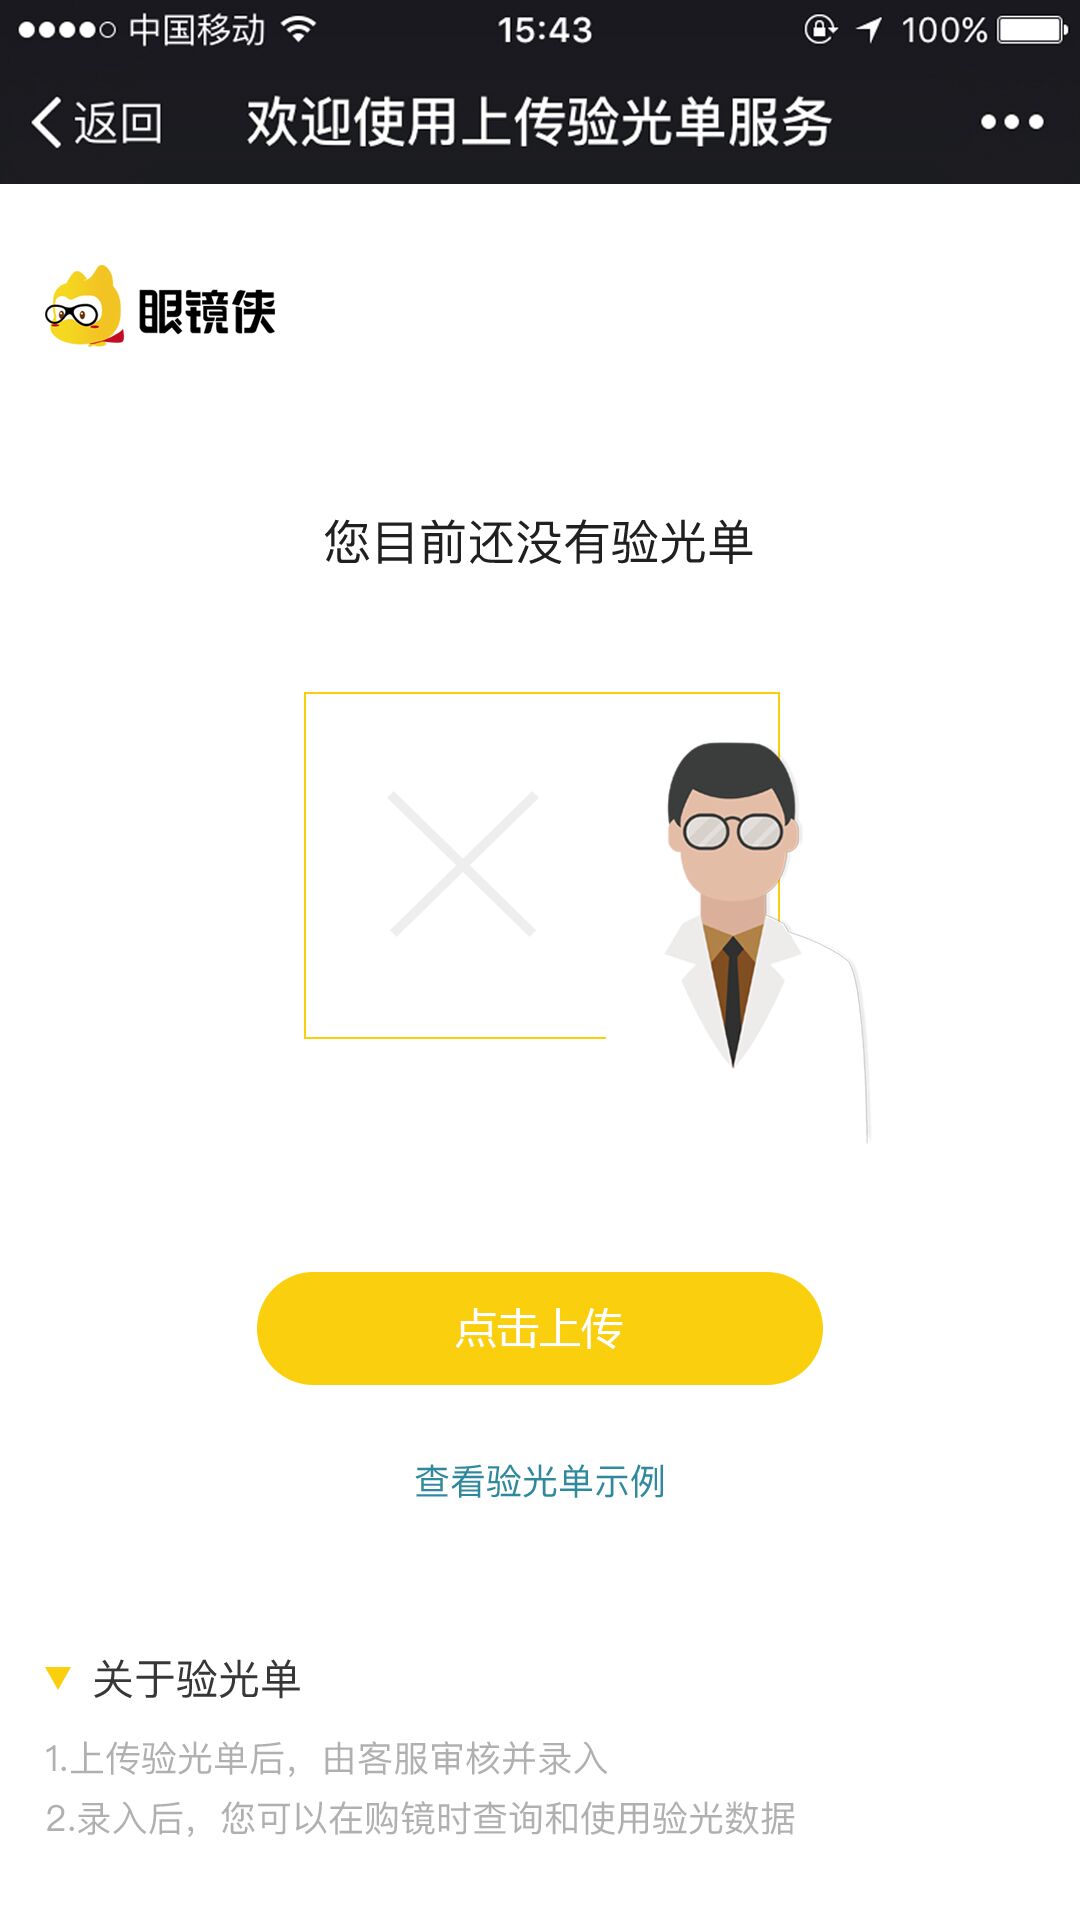 中国移动 15:43 100%
返回 欢迎使用上传验光单服务
眼镜侠
您目前还没有验光单
点击上传
查看验光单示例
关于验光单
1.上传验光单后，由客服审核并录入
2.录入后，您可以在购镜时查询和使用验光数据